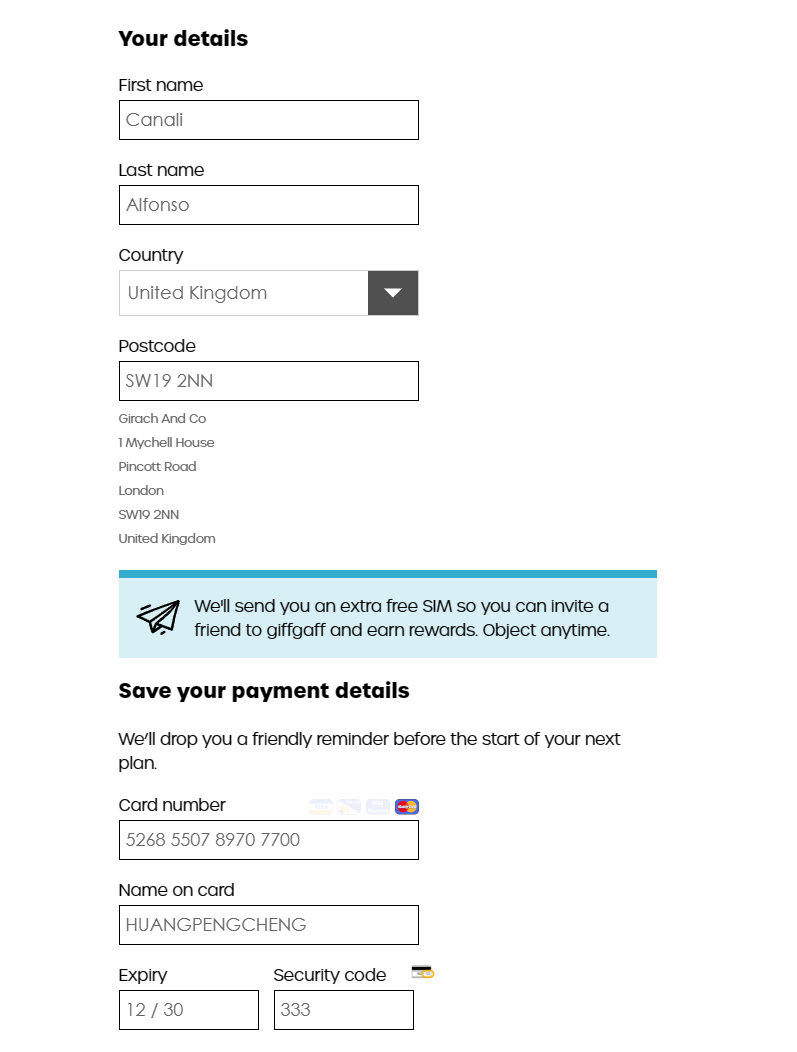 Your details
First name
Canali
Last name
Alfonso
Country
United Kingdom
Postcode
SW19 2NN
Girach And Co
1 Mychell House
Pincott Road
London
SW19 2NN
United Kingdom
We'll send you an extra free SIM so you can invite a
friend to giffgaff and earn rewards. Object anytime.
Save your payment details
We'll drop you a friendly reminder before the start of your next
plan.
Card number
5268 5507 8970 7700
Name on card
HUANGPENGCHENG
Expiry Security code
12 / 30 333